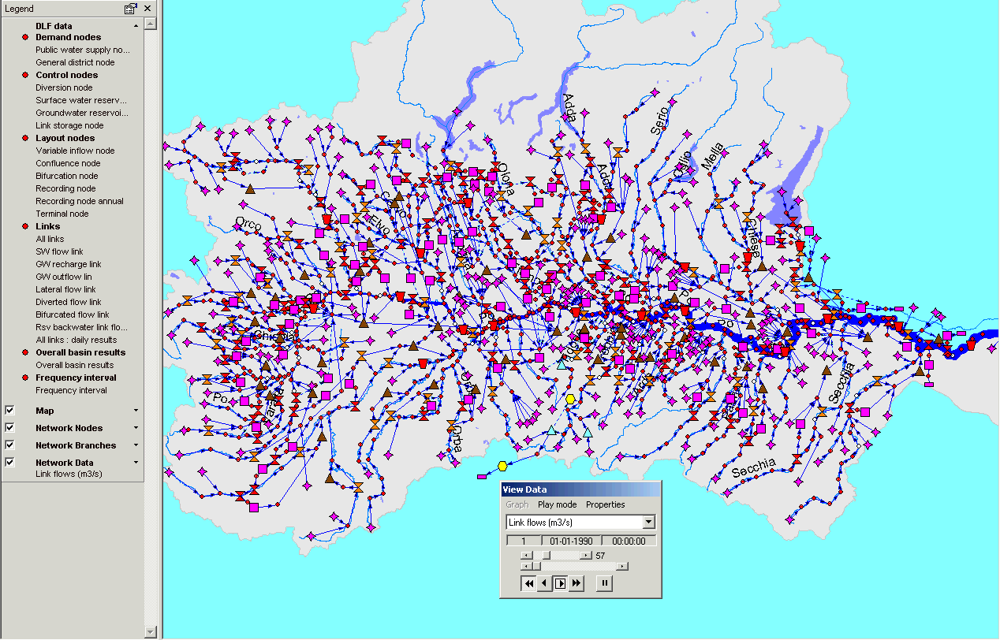 Legend
DLF data
Demand nodes
Public water supply no...
General district node
Control nodes
Diversion node
Surface water reserv...
Groundwater reservoi...
Link storage node
Layout nodes
Variable inflow node
Confluence node
Bifurcation node
Recording node
Recording node annual
Terminal node
Links
All links
SW flow link
GW recharge link
GW outflow lin
Lateral flow link
Diverted flow link
Bifurcated flow link
Rsv backwater link flo...
All links : daily results
Overall basin results
Overall basin results
Frequency interval
Frequency interval
Map
Network Nodes
Network Branches
Network Data
Link flows (m3/s)
Adda
Serio
Oglio
Mella
Olona
Adda
Orco
Elvo
Chiese
Po
Po
Orba
Secchia
Secchia
View Data
Graph Play mode Properties
Link flows (m3/s)
1 01-01-1990 00:00:00
57